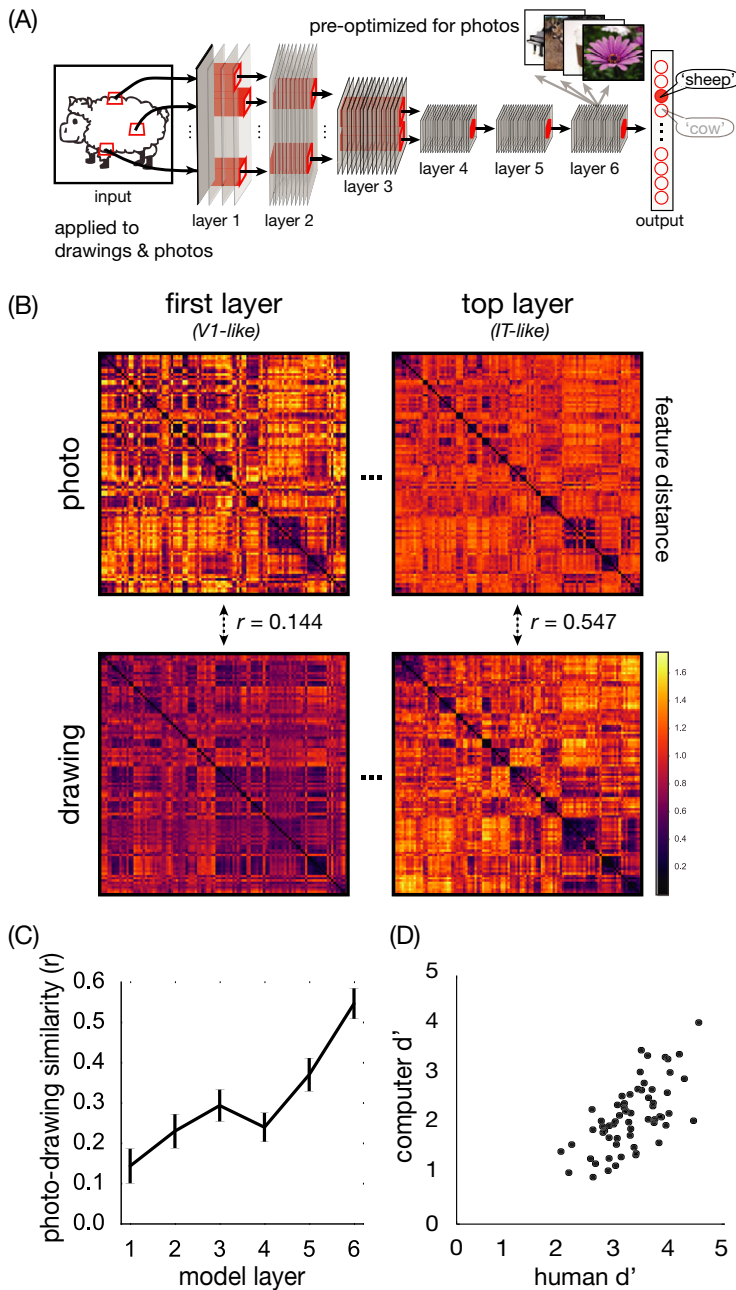 (A)
pre-optimized for photos
‘sheep’
‘cow’
input
layer 1
layer 2
layer 3
layer 4
layer 5
layer 6
output
applied to
drawings & photos
(B)
first layer
(V1-like)
top layer
(IT-like)
photo
feature distance
r = 0.144
r = 0.547
drawing
1.6
1.4
1.2
1.0
0.8
0.6
0.4
0.2
(C)
photo-drawing similarity (r)
0.6
0.5
0.4
0.3
0.2
0.1
0.0
1 2 3 4 5 6
model layer
(D)
computer d’
5
4
3
2
1
0
0 1 2 3 4 5
human d’